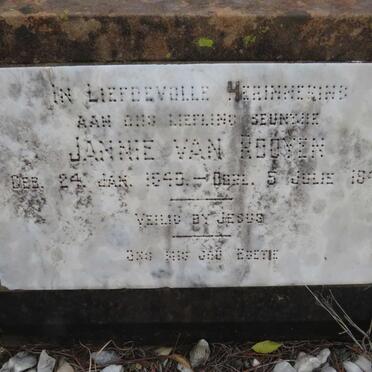 IN LIEFDEVOLLE HERINNERING
AAN ONS LIEFLING SEUNTJIE
JANNIE VAN ROOYEN
GEB. 24 JAN. 1940 — OORL. 5 JULIE
VEILIG BY JESUS
ONS MIS JOU BOETIE